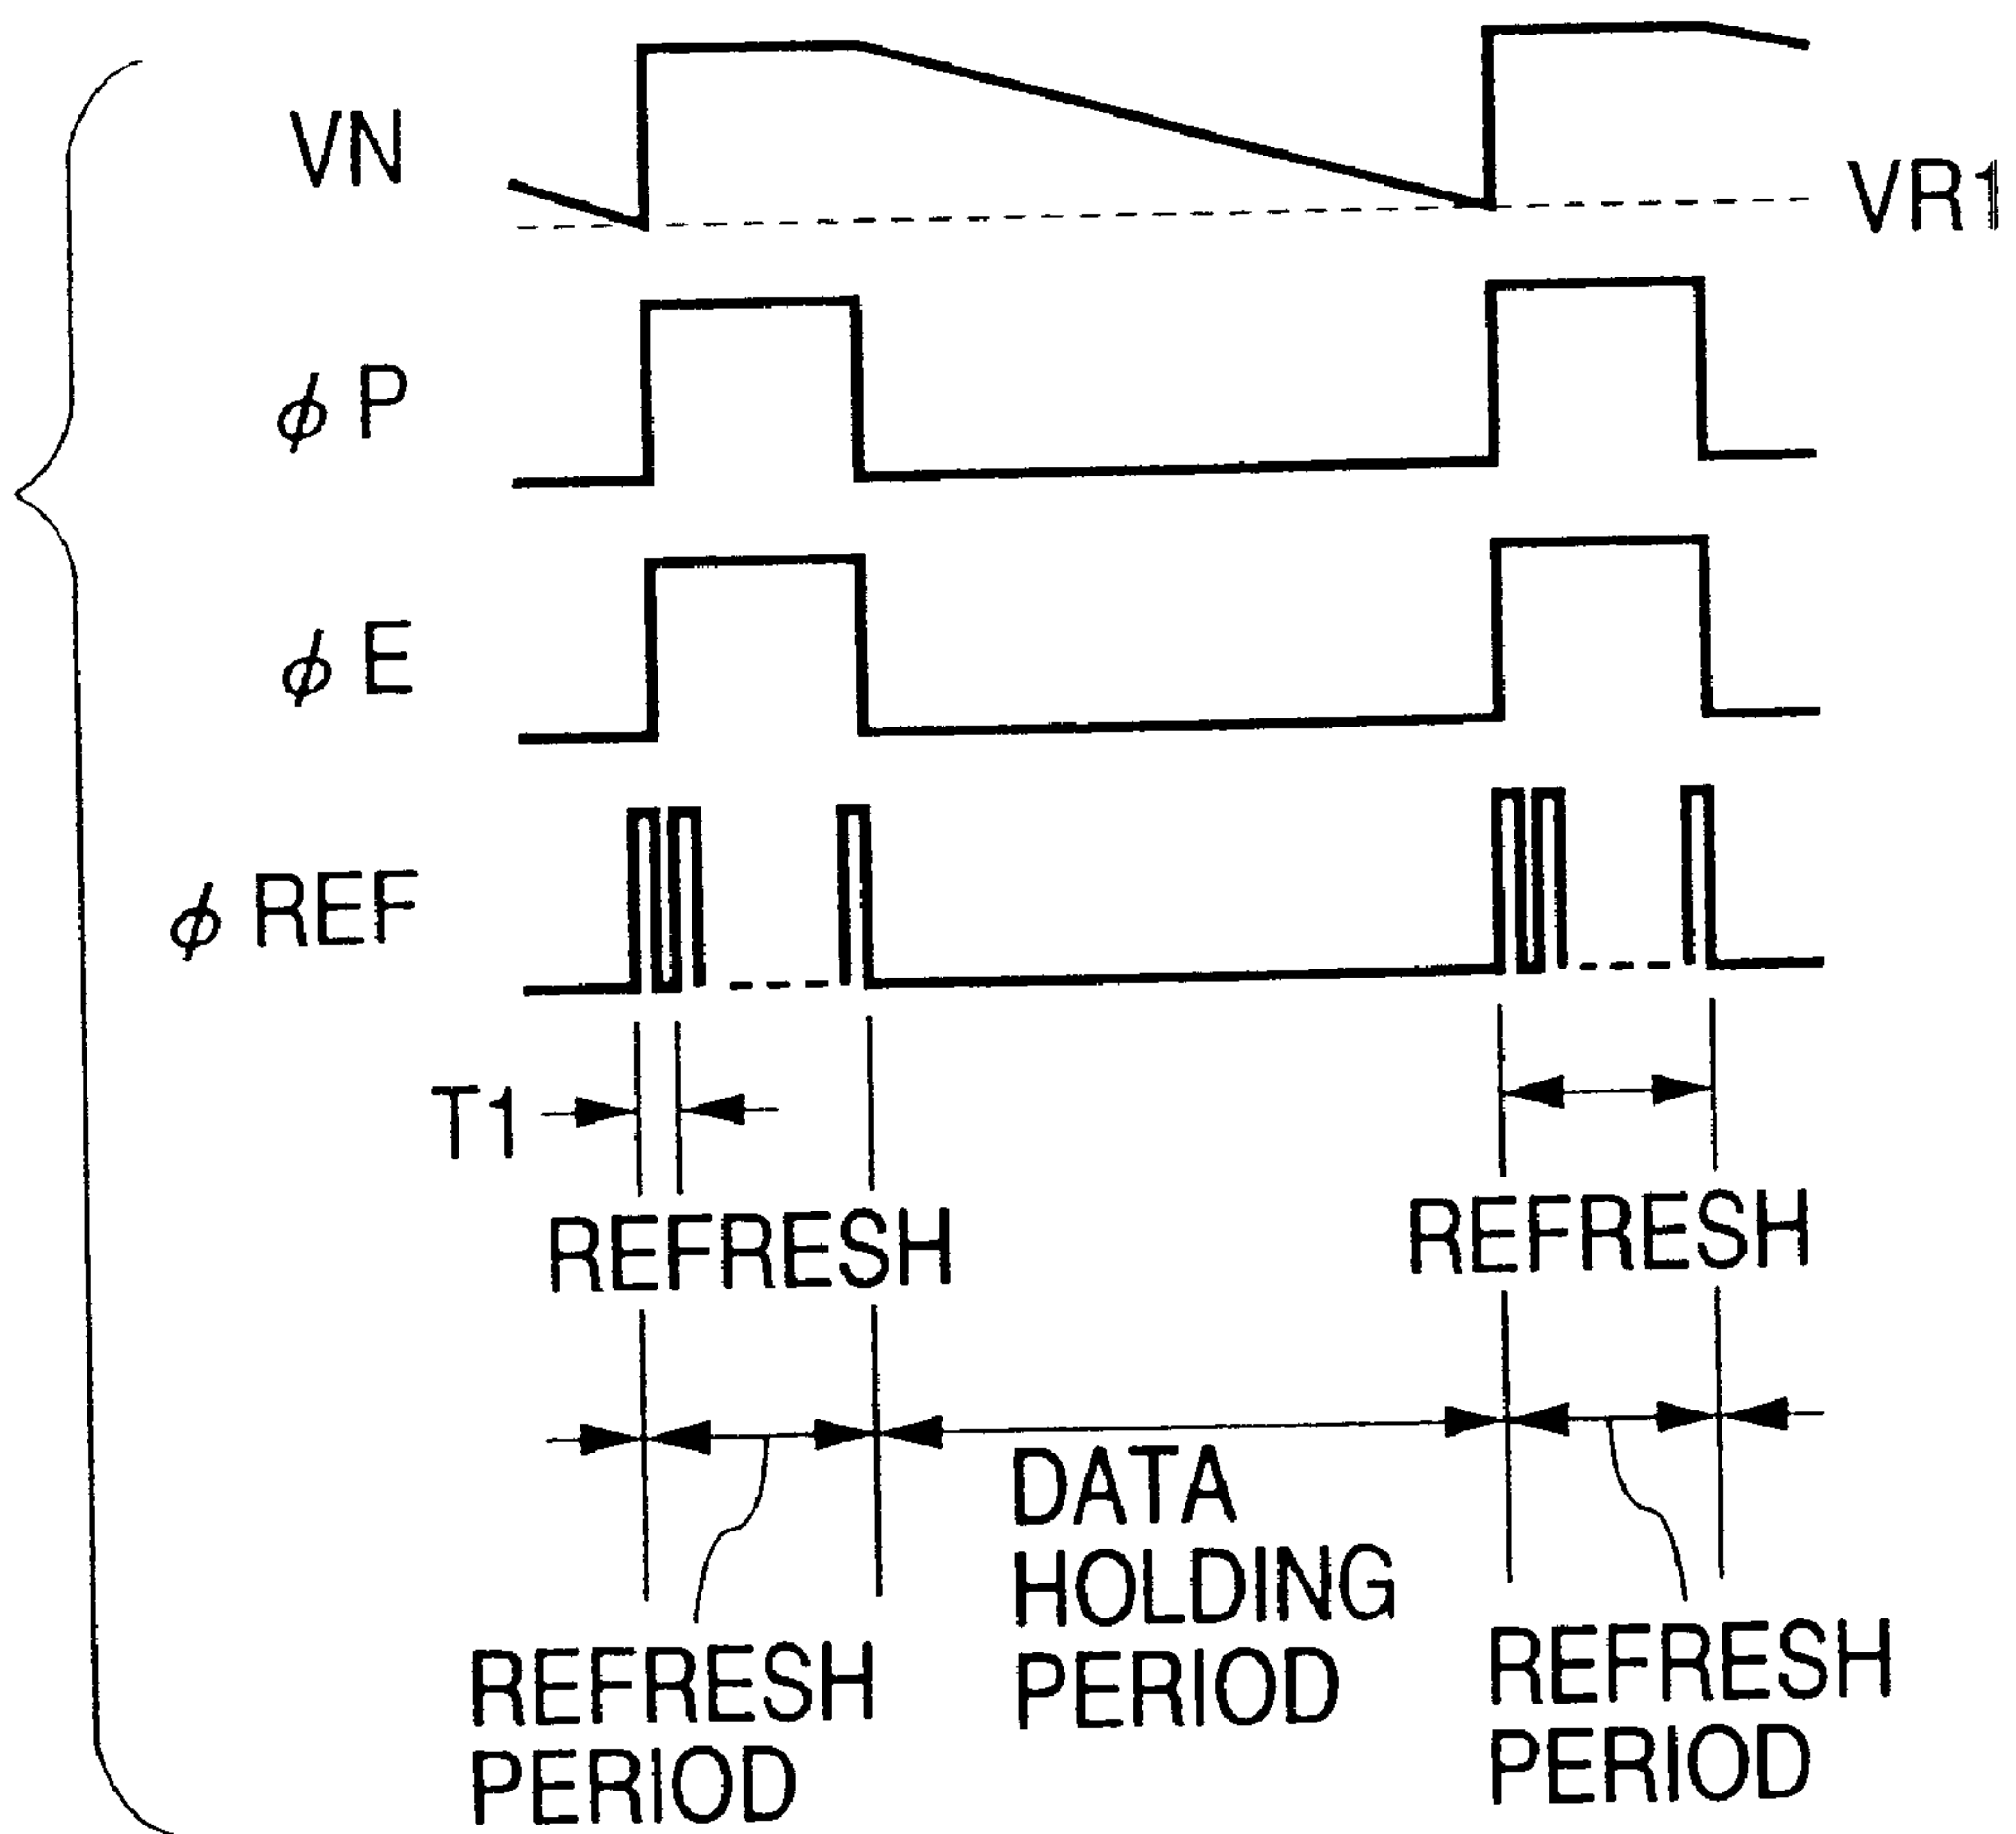 VN
VR1
ϕ P
ϕ E
ϕ REF
T1
REFRESH
REFRESH
DATA
HOLDING
PERIOD
REFRESH
PERIOD
REFRESH
PERIOD